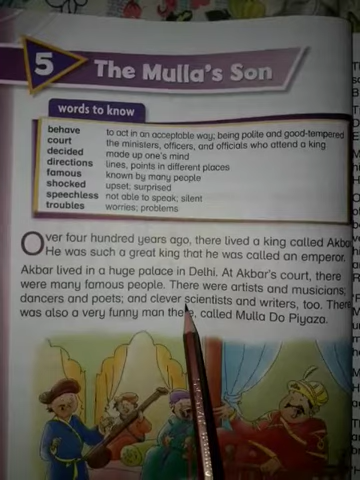 5 The Mulla's Son
words to know
behave to act in an acceptable way; being polite and good-tempered
court the ministers, officers, and officials who attend a king
decided made up one's mind
directions lines, points in different places
famous known by many people
shocked upset; surprised
speechless not able to speak; silent
troubles worries; problems
Over four hundred years ago, there lived a king called Akba
He was such a great king that he was called an emperor.
Akbar lived in a huge palace in Delhi. At Akbar's court, there
were many famous people. There were artists and musicians;
dancers and poets; and clever scientists and writers, too. There
was also a very funny man there, called Mulla Do Piyaza.